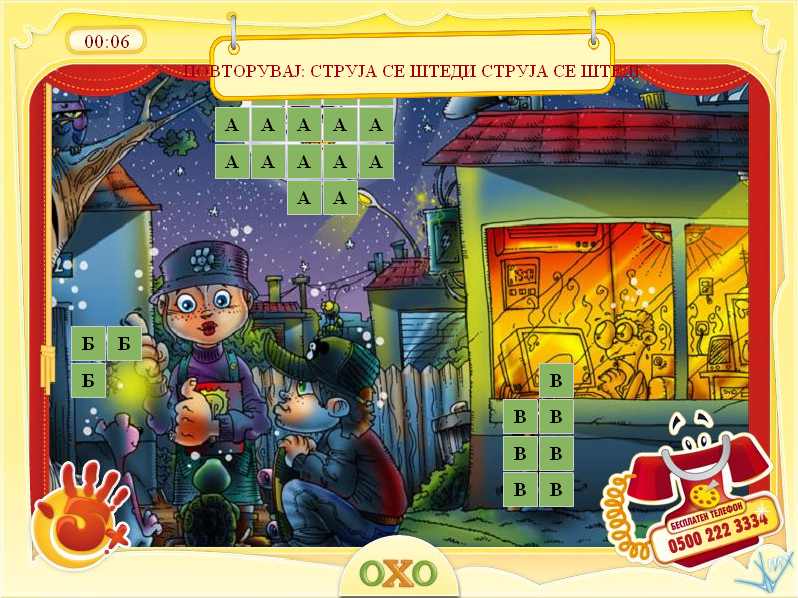 00:06
ПОВТОРУВАЈ: СТРУЈА СЕ ШТЕДИ СТРУЈА СЕ ШТЕДИ
А А А А А
А А А А А
А А
Б Б
Б
В
В В
В В
В В
БЕСПЛАТЕН ТЕЛЕФОН
0500 222 3334
ОХО